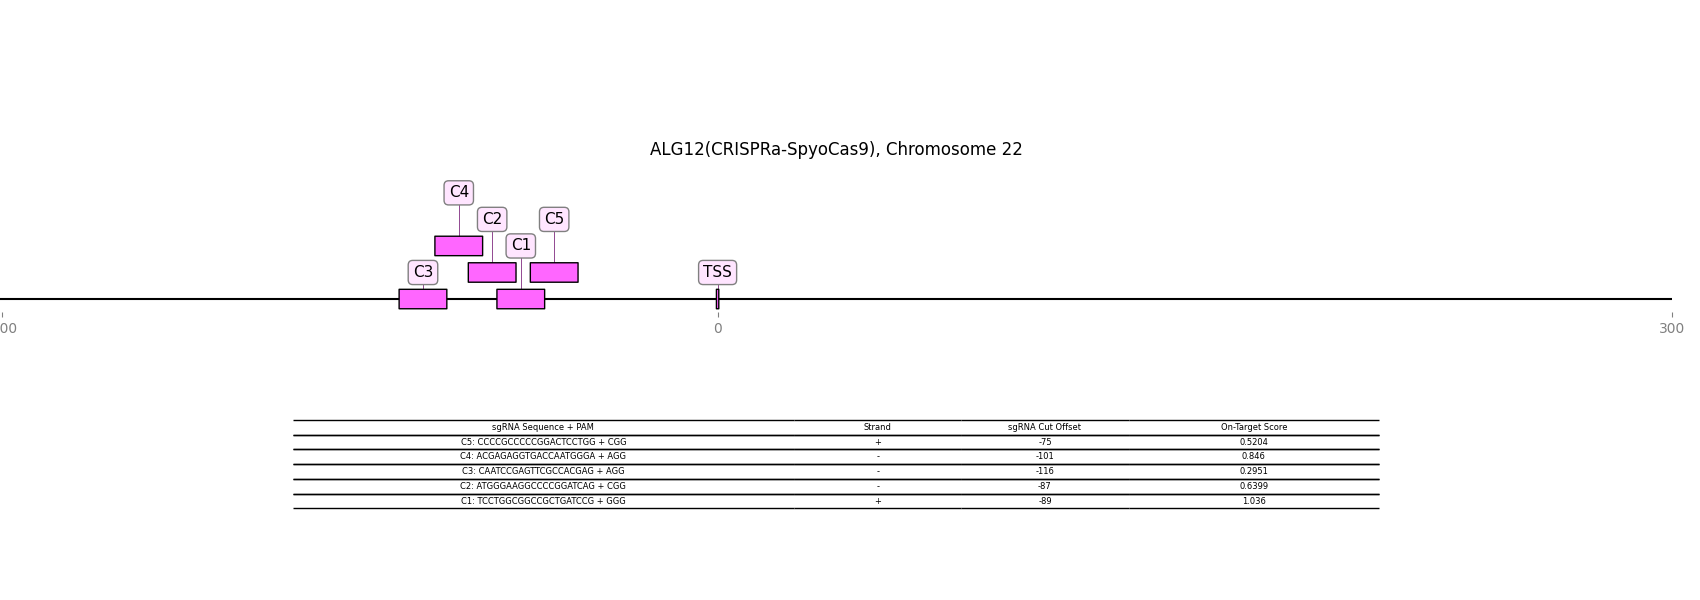 ALG12(CRISPRa-SpyoCas9), Chromosome 22
C4
C2 C5
C1
C3 TSS
00 0 300
sgRNA Sequence + PAM Strand sgRNA Cut Offset On-Target Score
C5: CCCCGCCCCCGGACTCCTGG + CGG + -75 0.5204
C4: ACGAGAGGTGACCAATGGGA + AGG - -101 0.846
C3: CAATCCGAGTTCGCCACGAG + AGG - -116 0.2951
C2: ATGGGAAGGCCCCGGATCAG + CGG - -87 0.6399
C1: TCCTGGCGGCCGCTGATCCG + GGG + -89 1.036